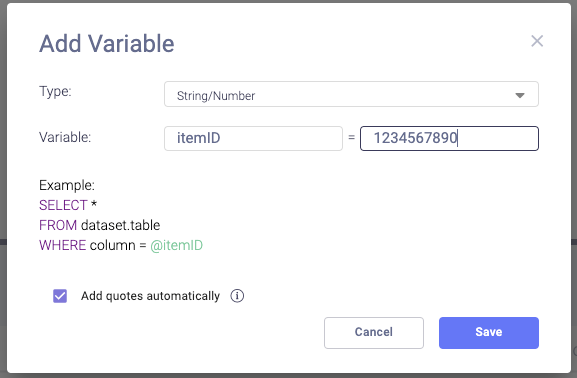 Add Variable
Type: String/Number
Variable: itemID = 1234567890
Example:
SELECT *
FROM dataset.table
WHERE column = @itemID
Add quotes automatically
Cancel Save